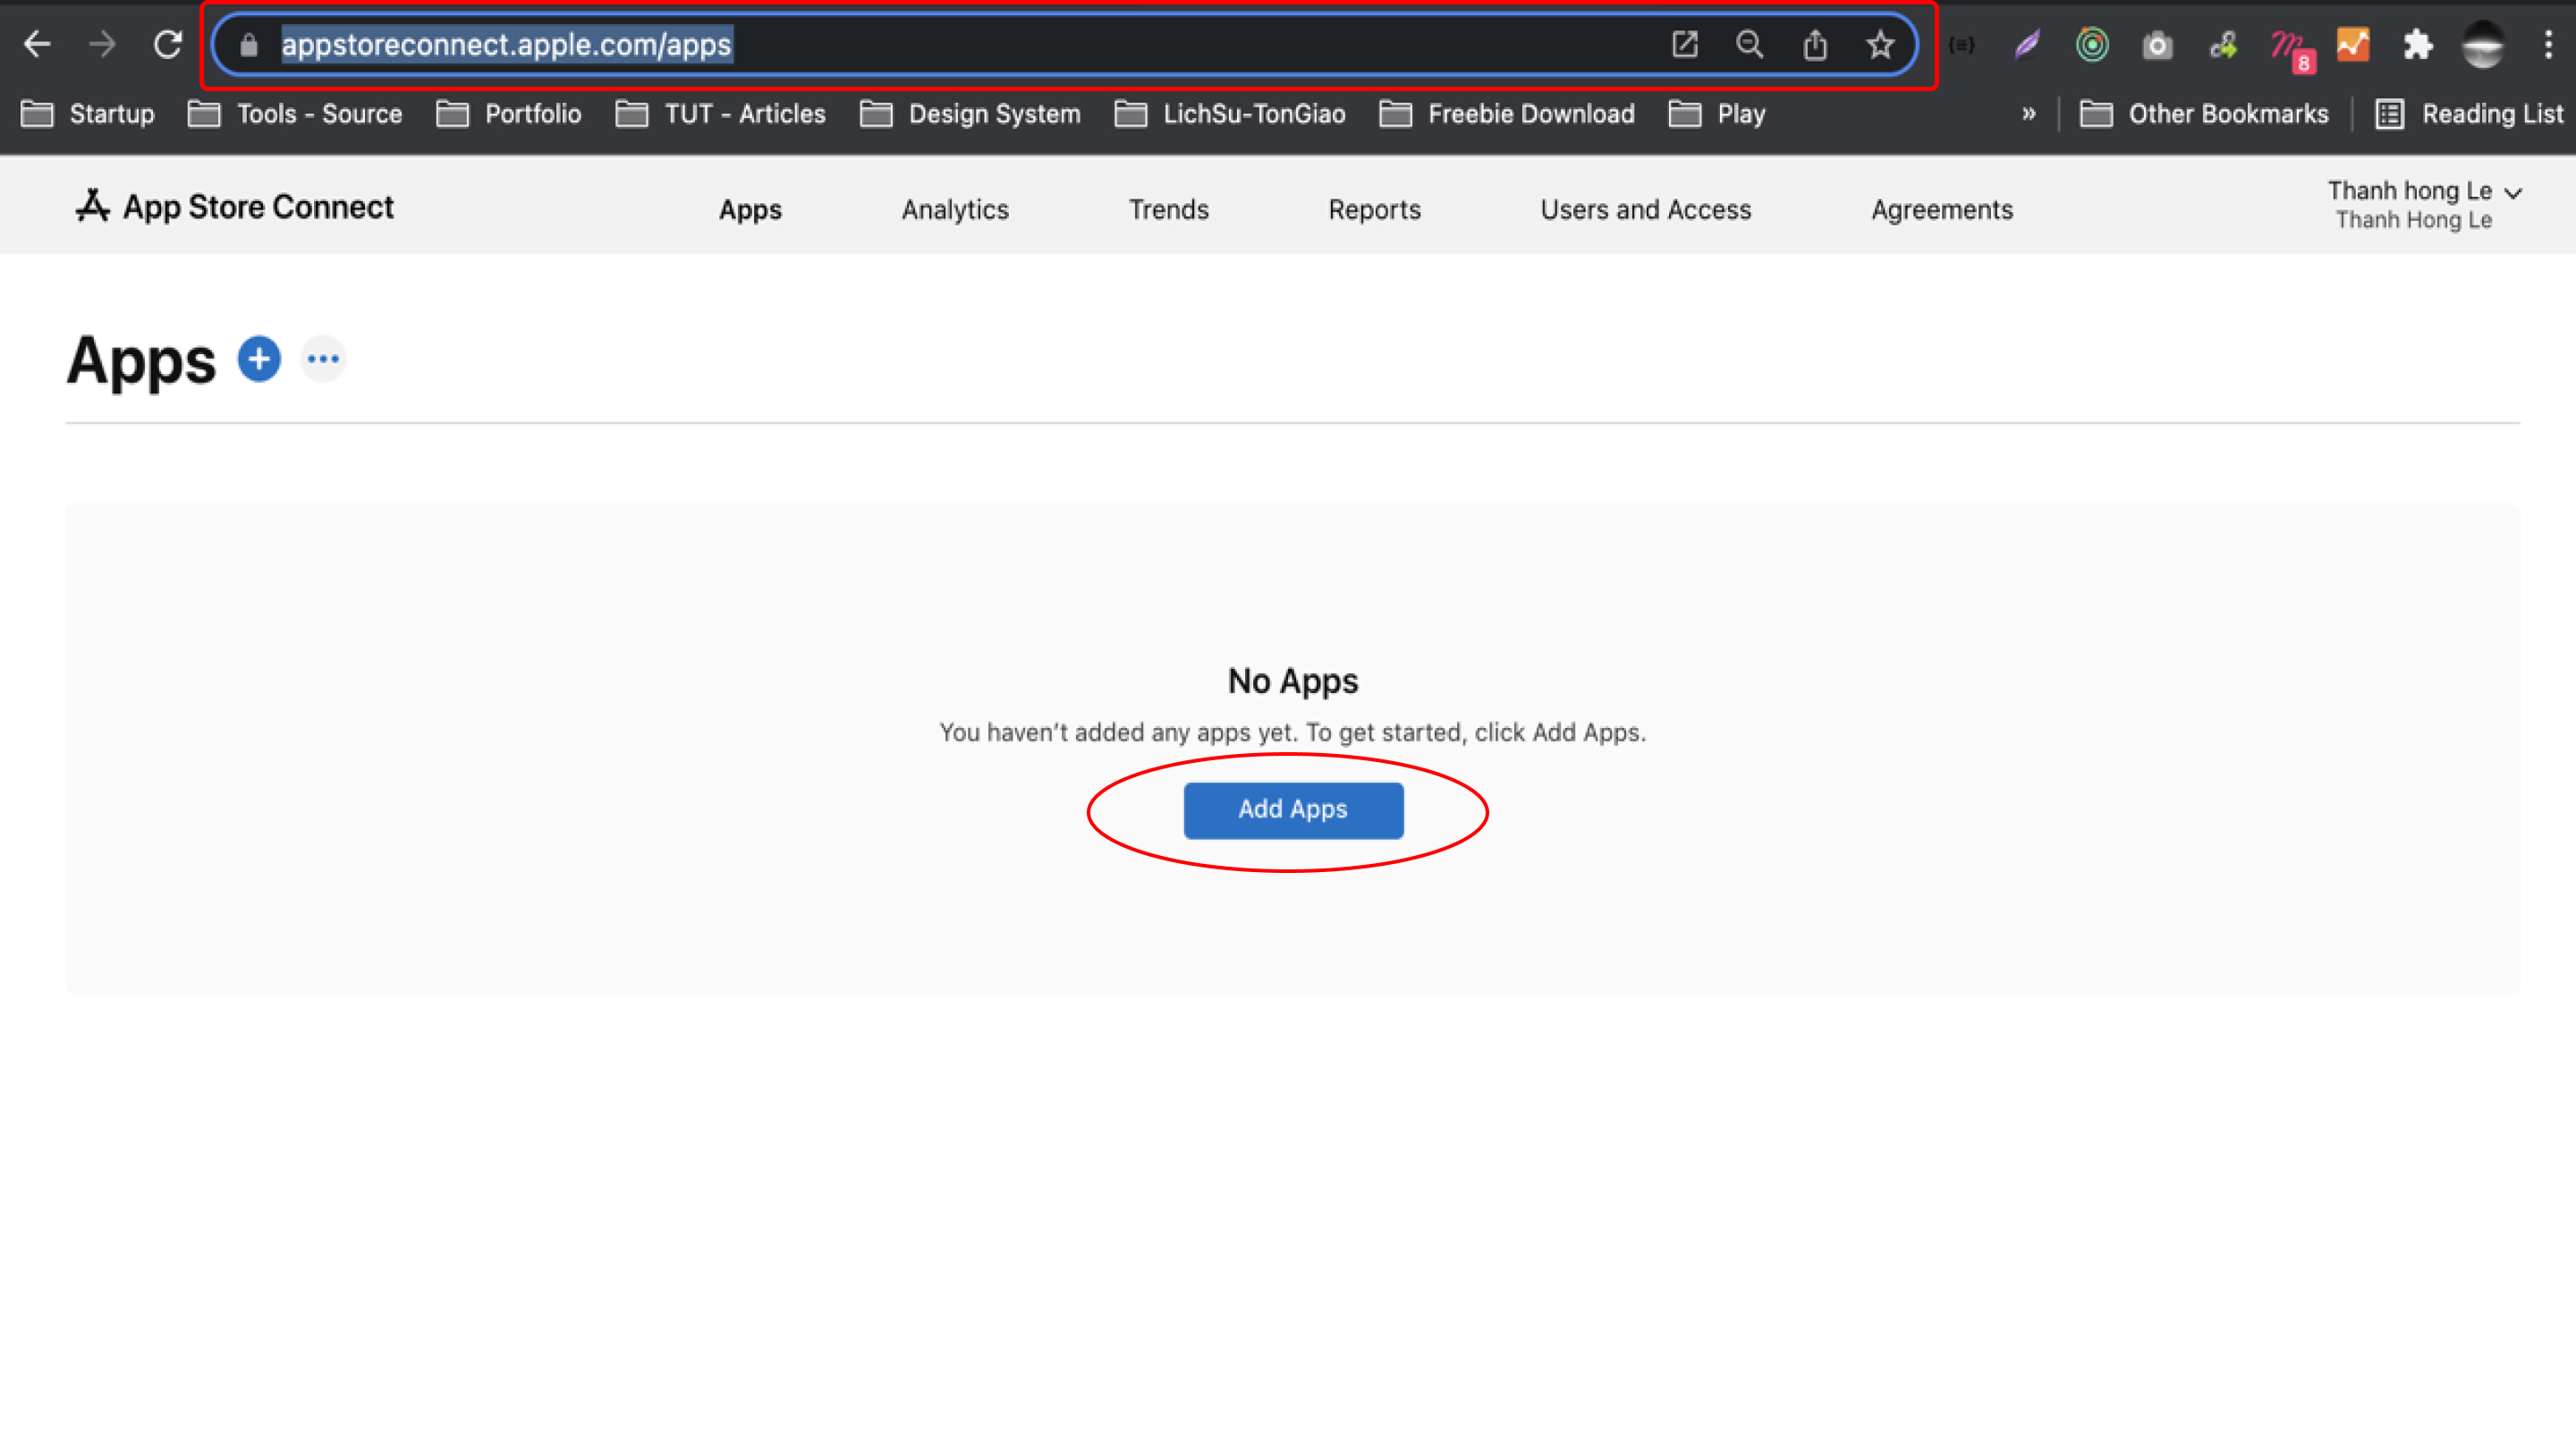 appstoreconnect.apple.com/apps
8
Startup Tools - Source Portfolio TUT - Articles Design System LichSu-TonGiao Freebie Download Play » Other Bookmarks Reading List
App Store Connect Apps Analytics Trends Reports Users and Access Agreements Thanh hong Le
Thanh Hong Le
Apps
No Apps
You haven't added any apps yet. To get started, click Add Apps.
Add Apps